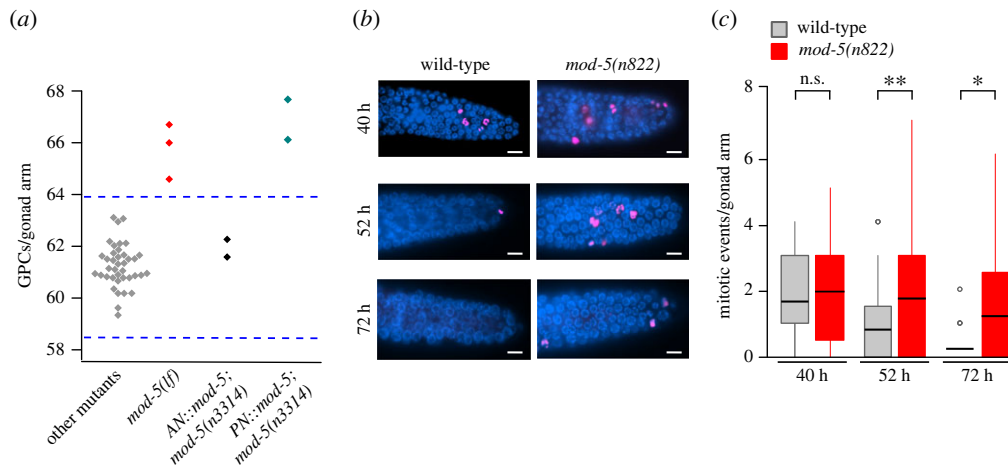 (a)
GPCs/gonad arm
68
66
64
62
60
58
other mutants
mod-5(lf)
AN::mod-5;
mod-5(n3314)
PN::mod-5;
mod-5(n3314)
(b)
wild-type
mod-5(n822)
40 h
52 h
72 h
(c)
wild-type
mod-5(n822)
mitotic events/gonad arm
8
6
4
2
0
n.s.
**
*
40 h
52 h
72 h